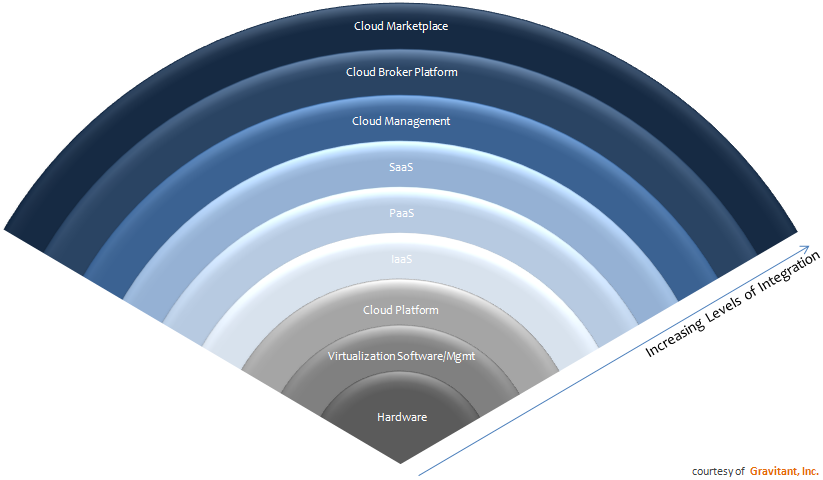 Cloud Marketplace
Cloud Broker Platform
Cloud Management
SaaS
PaaS
IaaS
Cloud Platform
Virtualization Software/Mgmt
Hardware
Increasing Levels of Integration
courtesy of Gravitant, Inc.